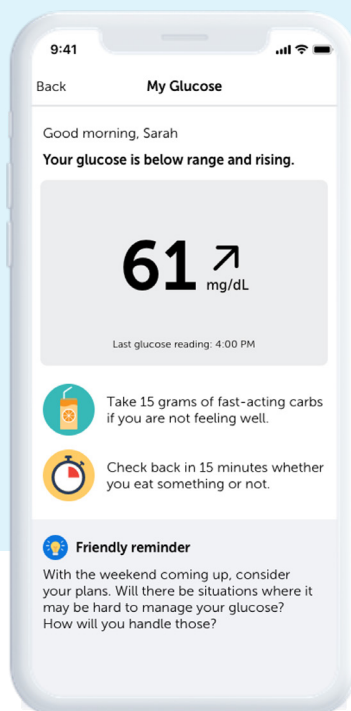 9:41
Back My Glucose
Good morning, Sarah
Your glucose is below range and rising.
61
mg/dL
Last glucose reading: 4:00 PM
Take 15 grams of fast-acting carbs
if you are not feeling well.
Check back in 15 minutes whether
you eat something or not.
Friendly reminder
With the weekend coming up, consider
your plans. Will there be situations where it
may be hard to manage your glucose?
How will you handle those?